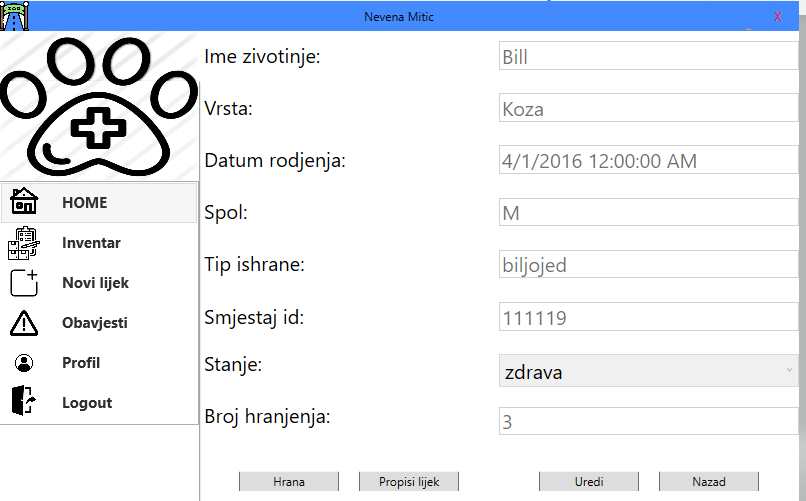 ZOO
Nevena Mitic
X
HOME
Inventar
Novi lijek
Obavjesti
Profil
Logout
Ime zivotinje:
Bill
Vrsta:
Koza
Datum rodjenja:
4/1/2016 12:00:00 AM
Spol:
M
Tip ishrane:
biljojed
Smjestaj id:
111119
Stanje:
zdrava
Broj hranjenja:
3
Hrana
Propisi lijek
Uredi
Nazad